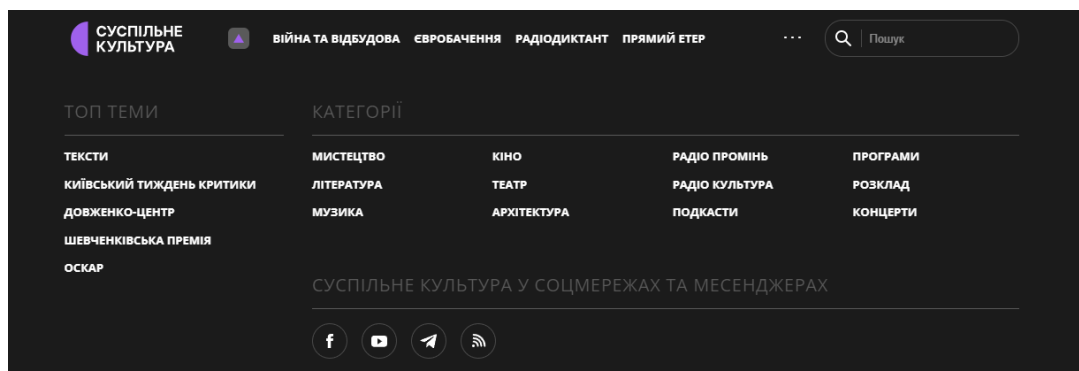 СУСПІЛЬНЕ
КУЛЬТУРА
ВІЙНА ТА ВІДБУДОВА ЄВРОБАЧЕННЯ РАДІОДИКТАНТ ПРЯМИЙ ЕТЕР ... Пошук
ТОП ТЕМИ
ТЕКСТИ
КИЇВСЬКИЙ ТИЖДЕНЬ КРИТИКИ
ДОВЖЕНКО-ЦЕНТР
ШЕВЧЕНКІВСЬКА ПРЕМІЯ
ОСКАР
КАТЕГОРІЇ
МИСТЕЦТВО КІНО РАДІО ПРОМІНЬ ПРОГРАМИ
ЛІТЕРАТУРА ТЕАТР РАДІО КУЛЬТУРА РОЗКЛАД
МУЗИКА АРХІТЕКТУРА ПОДКАСТИ КОНЦЕРТИ
СУСПІЛЬНЕ КУЛЬТУРА У СОЦМЕРЕЖАХ ТА МЕСЕНДЖЕРАХ